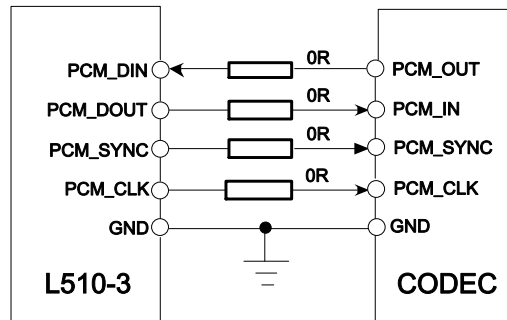 0R
PCM_DIN PCM_OUT
0R
PCM_DOUT PCM_IN
0R
PCM_SYNC PCM_SYNC
0R
PCM_CLK PCM_CLK
GND GND
L510-3 CODEC